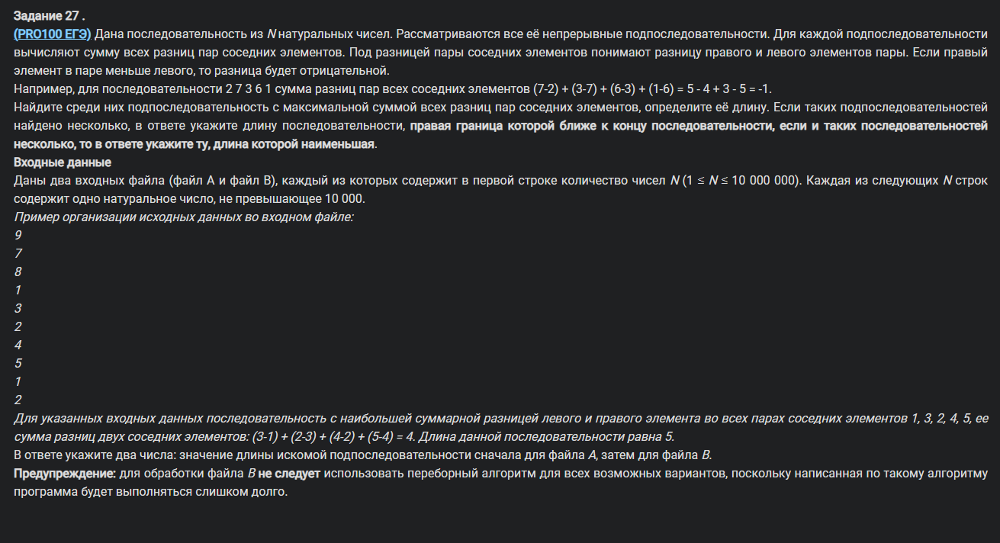 Задание 27 .
(PRO100 ЕГЭ) Дана последовательность из N натуральных чисел. Рассматриваются все её непрерывные подпоследовательности. Для каждой подпоследовательности
вычисляют сумму всех разниц пар соседних элементов. Под разницей пары соседних элементов понимают разницу правого и левого элементов пары. Если правый
элемент в паре меньше левого, то разница будет отрицательной.
Например, для последовательности 2 7 3 6 1 сумма разниц пар всех соседних элементов (7-2) + (3-7) + (6-3) + (1-6) = 5 - 4 + 3 - 5 = -1.
Найдите среди них подпоследовательность с максимальной суммой всех разниц пар соседних элементов, определите её длину. Если таких подпоследовательностей
найдено несколько, в ответе укажите длину последовательности, правая граница которой ближе к концу последовательности, если и таких последовательностей
несколько, то в ответе укажите ту, длина которой наименьшая.
Входные данные
Даны два входных файла (файл A и файл B), каждый из которых содержит в первой строке количество чисел N (1 ≤ N ≤ 10 000 000). Каждая из следующих N строк
содержит одно натуральное число, не превышающее 10 000.
Пример организации исходных данных во входном файле:
9
7
8
1
3
2
4
5
1
2
Для указанных входных данных последовательность с наибольшей суммарной разницей левого и правого элемента во всех парах соседних элементов 1, 3, 2, 4, 5, ее
сумма разниц двух соседних элементов: (3-1) + (2-3) + (4-2) + (5-4) = 4. Длина данной последовательности равна 5.
В ответе укажите два числа: значение длины искомой подпоследовательности сначала для файла A, затем для файла B.
Предупреждение: для обработки файла B не следует использовать переборный алгоритм для всех возможных вариантов, поскольку написанная по такому алгоритму
программа будет выполняться слишком долго.